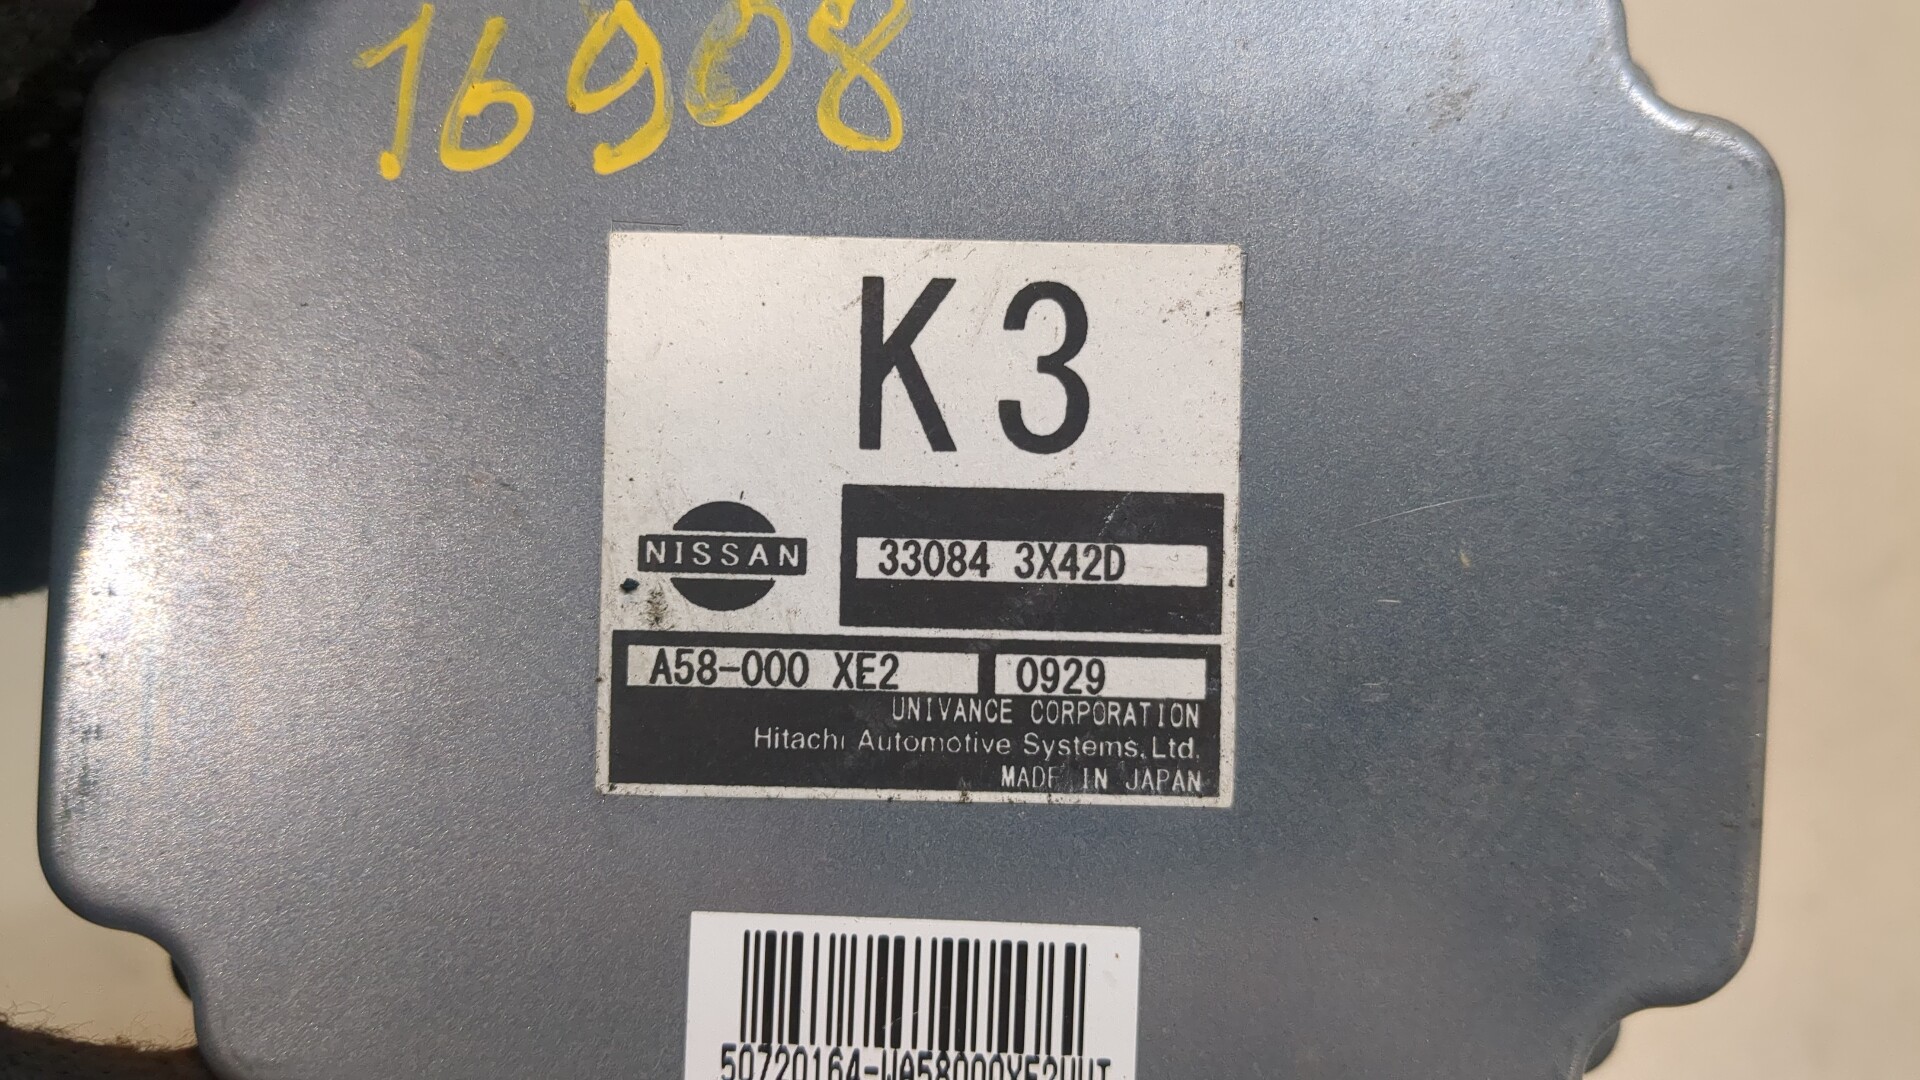 16908
K3
NISSAN
33084 3X42D
A58-000 XE2
0929
UNIVANCE CORPORATION
Hitachi Automotive Systems,Ltd.
MADE IN JAPAN